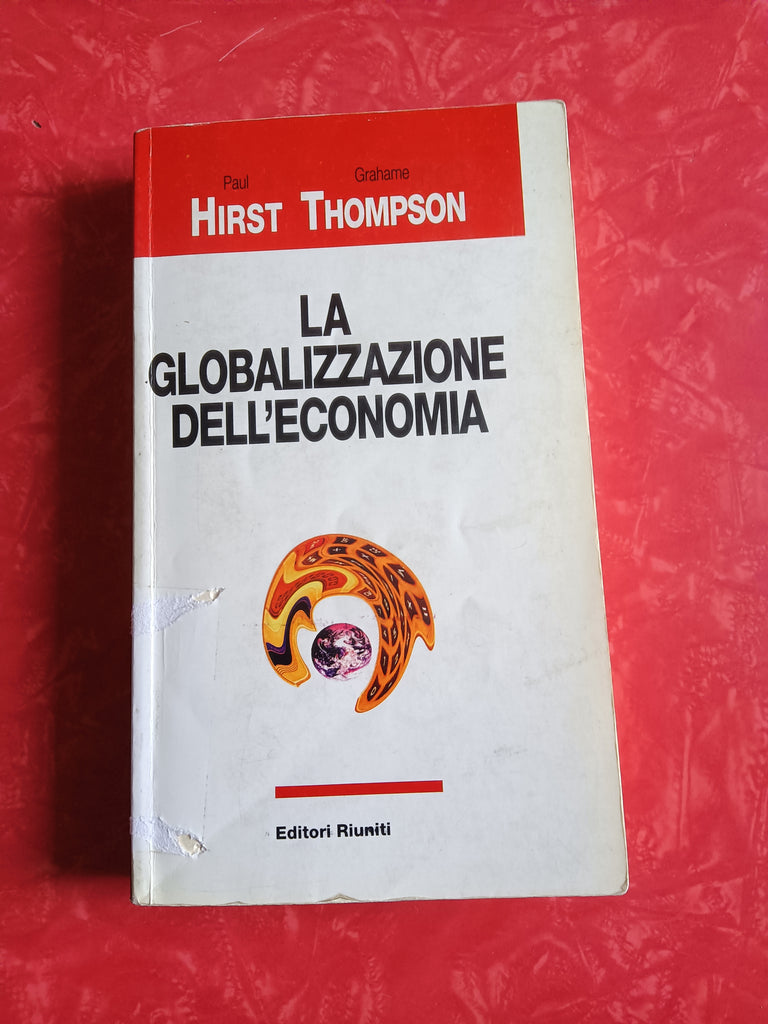 Paul Grahame
HIRST THOMPSON
LA
GLOBALIZZAZIONE
DELL'ECONOMIA
Editori Riuniti